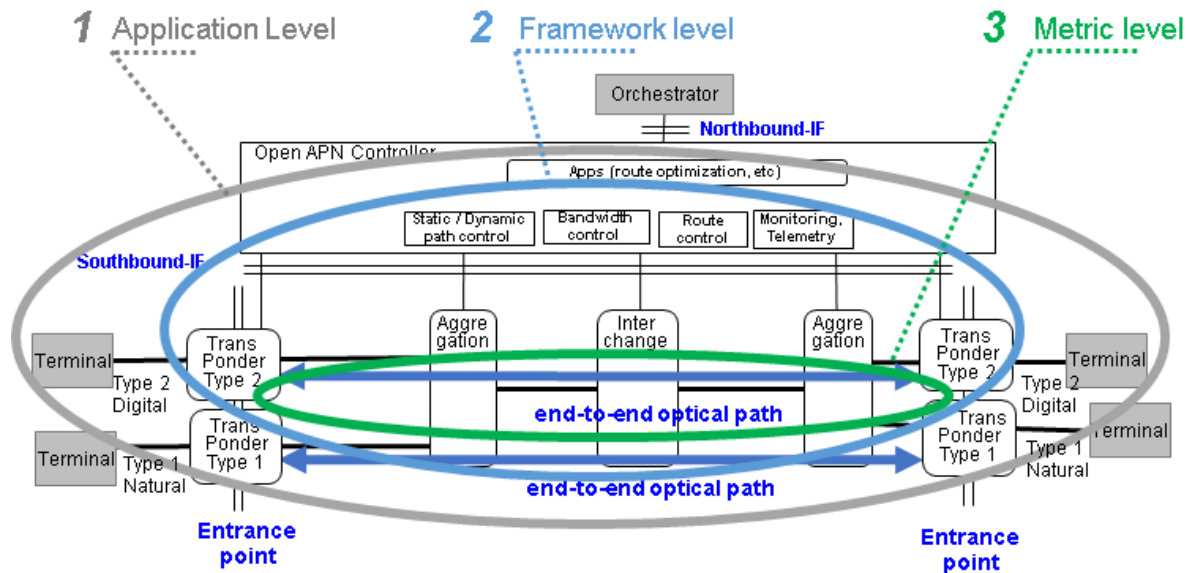 1 Application Level
2 Framework level
3 Metric level
Orchestrator
Northbound-IF
Open APN Controller
Apps (route optimization, etc)
Static / Dynamic
path control
Bandwidth
control
Route
control
Monitoring,
Telemetry
Southbound-IF
Terminal
Type 2
Digital
Trans
Ponder
Type 2
Aggre
gation
Inter
change
Aggre
gation
Trans
Ponder
Type 2
Type 2
Digital
Terminal
end-to-end optical path
Terminal
Type 1
Natural
Trans
Ponder
Type 1
Trans
Ponder
Type 1
Type 1
Natural
Terminal
end-to-end optical path
Entrance
point
Entrance
point